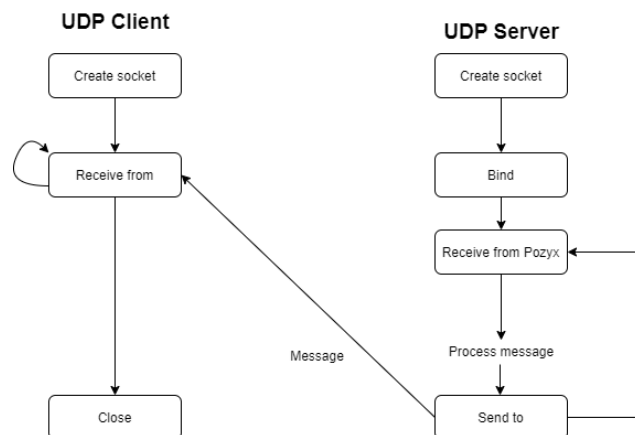 UDP Client
UDP Server
Create socket
Create socket
Receive from
Bind
Receive from Pozyx
Message
Process message
Close
Send to